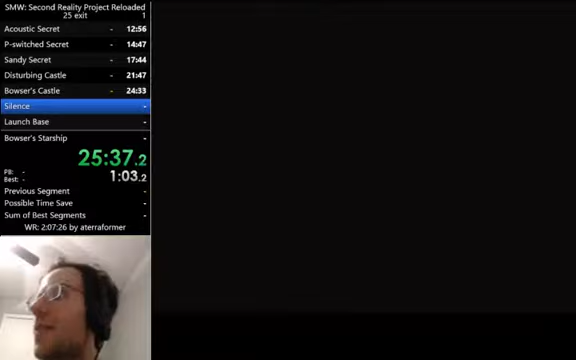 SMW: Second Reality Project Reloaded
25 exit 1
Acoustic Secret - 12:56
P-switched Secret - 14:47
Sandy Secret - 17:44
Disturbing Castle - 21:47
Bowser's Castle - 24:33
Silence -
Launch Base -
Bowser's Starship -
25:37.2
PB: - 1:03.2
Best: -
Previous Segment -
Possible Time Save -
Sum of Best Segments -
WR: 2:07:26 by aterraformer